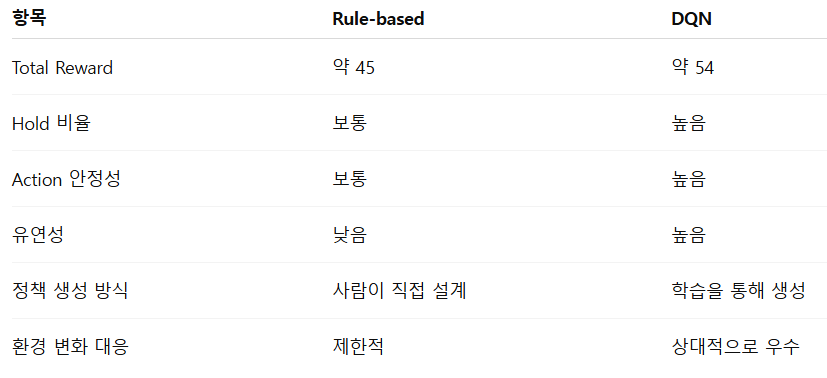 항목 Rule-based DQN
Total Reward 약 45 약 54
Hold 비율 보통 높음
Action 안정성 보통 높음
유연성 낮음 높음
정책 생성 방식 사람이 직접 설계 학습을 통해 생성
환경 변화 대응 제한적 상대적으로 우수